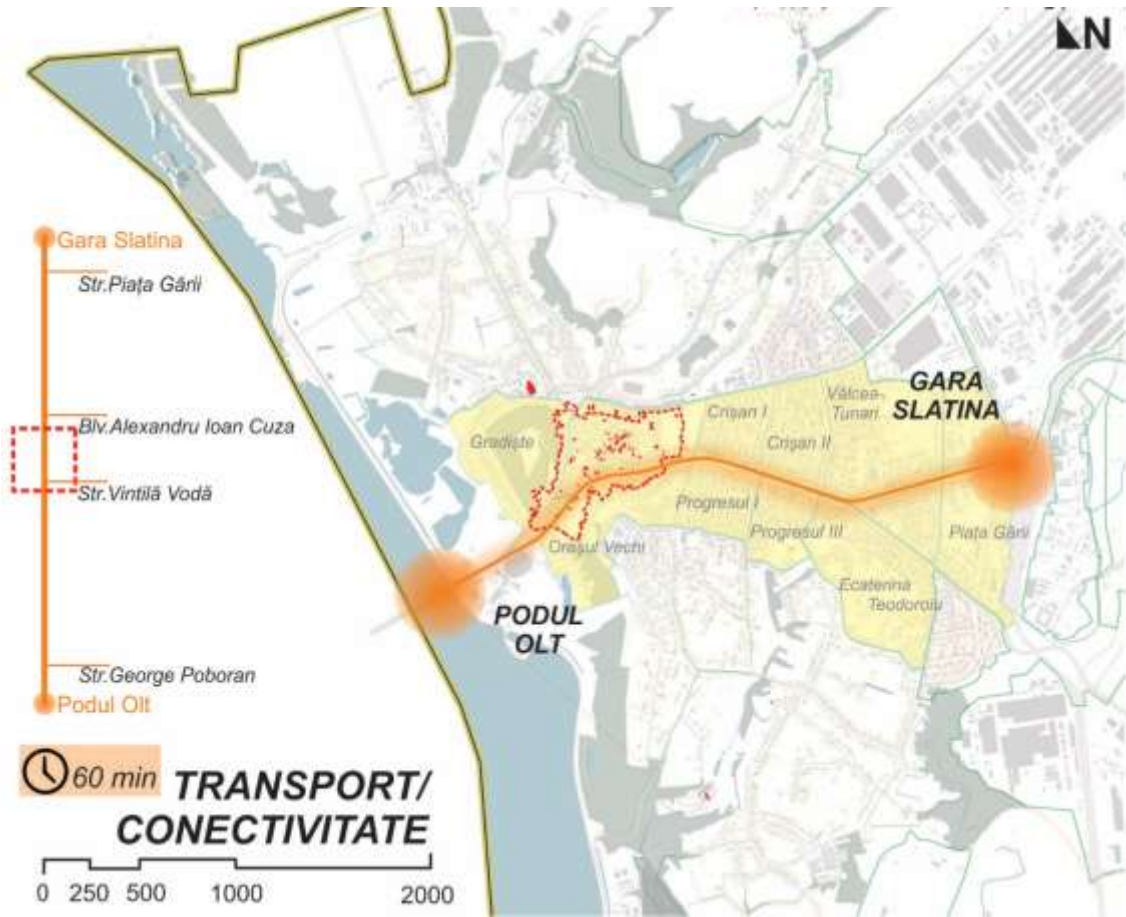 N
Gara Slatina
Str.Piața Gării
Blv.Alexandru Ioan Cuza
Str.Vintilă Vodă
Str.George Poboran
Podul Olt
60 min
TRANSPORT/
CONECTIVITATE
0 250 500 1000 2000
GARA
SLATINA
Vâlcea-
Tunari
Crișan I
Crișan II
Gradiște
Progresul I
Progresul III
Piața Gării
Orașul Vechi
Ecaterina
Teodoroiu
PODUL
OLT